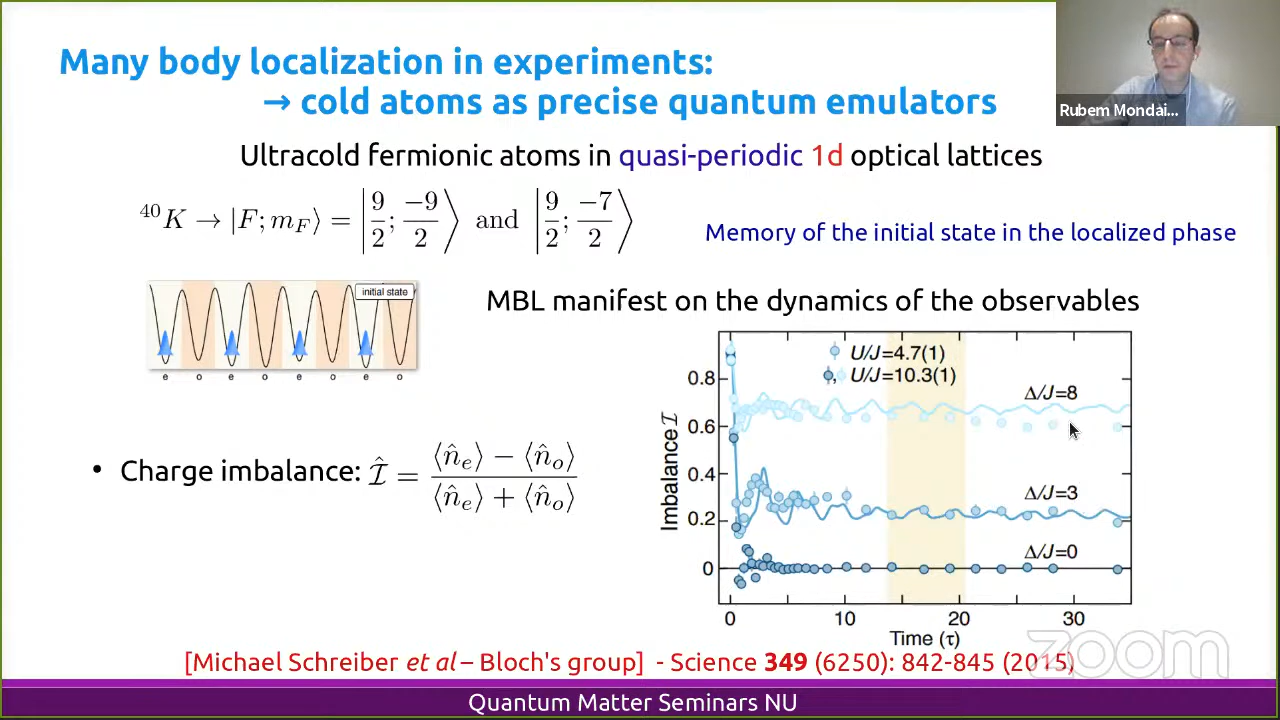 Many body localization in experiments:
→ cold atoms as precise quantum emulators
Rubem Mondai...
Ultracold fermionic atoms in quasi-periodic 1d optical lattices
⁴⁰K → |F; m_F⟩ = |9/2; −9/2⟩ and |9/2; −7/2⟩
Memory of the initial state in the localized phase
initial state
e o e o e o e o
MBL manifest on the dynamics of the observables
U/J=4.7(1)
, U/J=10.3(1)
Δ/J=8
Δ/J=3
Δ/J=0
Imbalance ℐ
0.8
0.6
0.4
0.2
0
0 10 20 30
Time (τ)
• Charge imbalance: ℐ̂ = (⟨n̂_e⟩ − ⟨n̂_o⟩) / (⟨n̂_e⟩ + ⟨n̂_o⟩)
zoom
[Michael Schreiber et al – Bloch's group] - Science 349 (6250): 842-845 (2015)
Quantum Matter Seminars NU